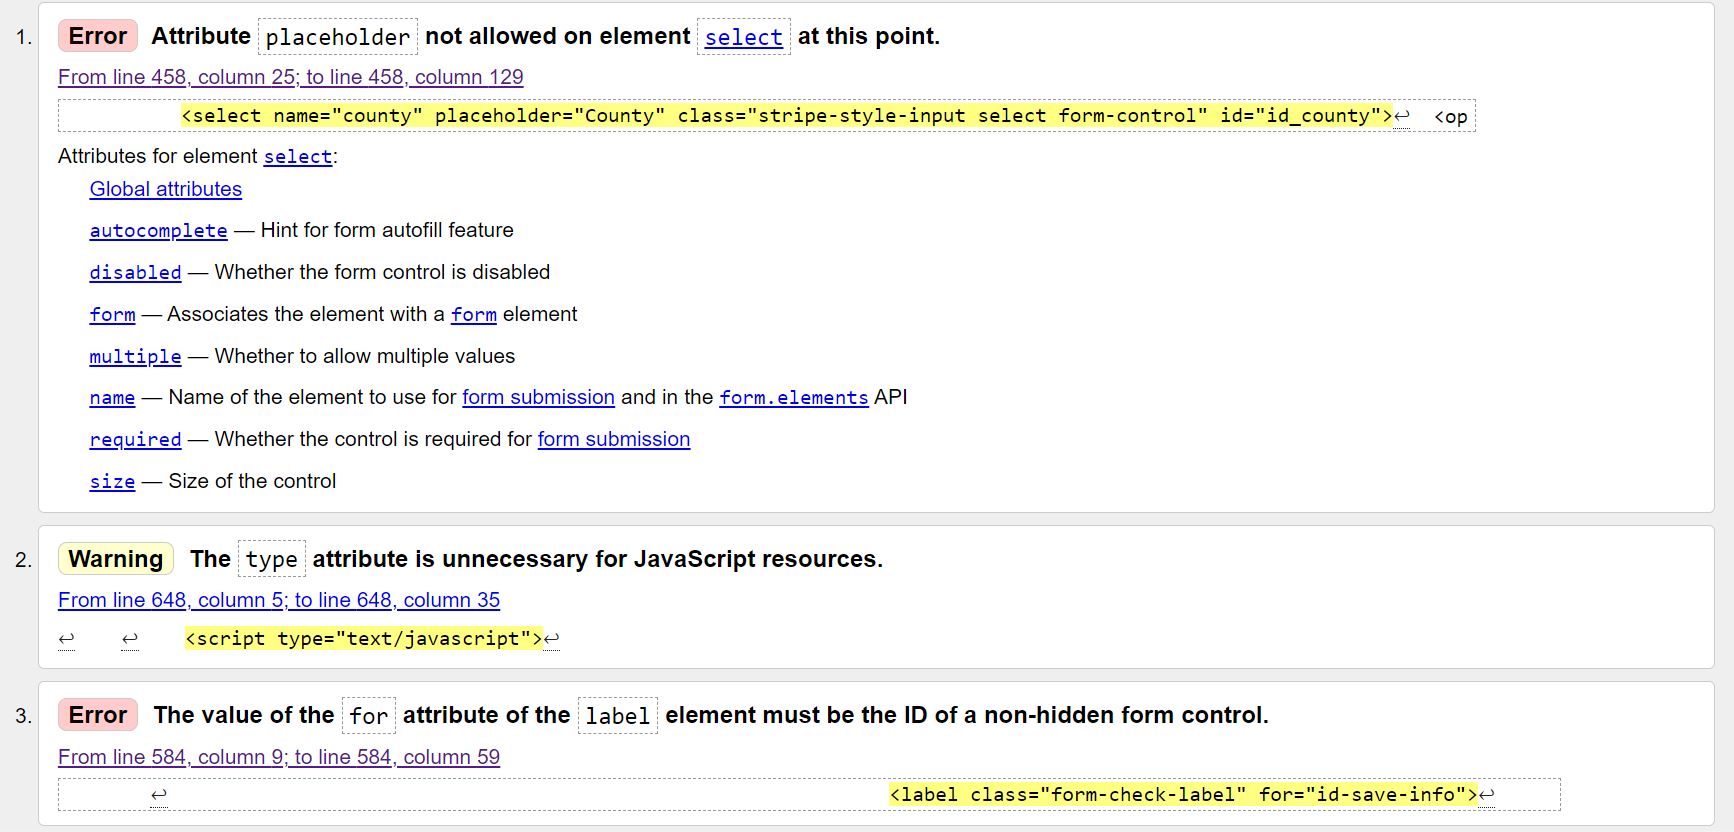 1. Error Attribute placeholder not allowed on element select at this point.
From line 458, column 25; to line 458, column 129
<select name="county" placeholder="County" class="stripe-style-input select form-control" id="id_county">↩ <op
Attributes for element select:
Global attributes
autocomplete — Hint for form autofill feature
disabled — Whether the form control is disabled
form — Associates the element with a form element
multiple — Whether to allow multiple values
name — Name of the element to use for form submission and in the form.elements API
required — Whether the control is required for form submission
size — Size of the control
2. Warning The type attribute is unnecessary for JavaScript resources.
From line 648, column 5; to line 648, column 35
↩ ↩ <script type="text/javascript">↩
3. Error The value of the for attribute of the label element must be the ID of a non-hidden form control.
From line 584, column 9; to line 584, column 59
↩ <label class="form-check-label" for="id-save-info">↩